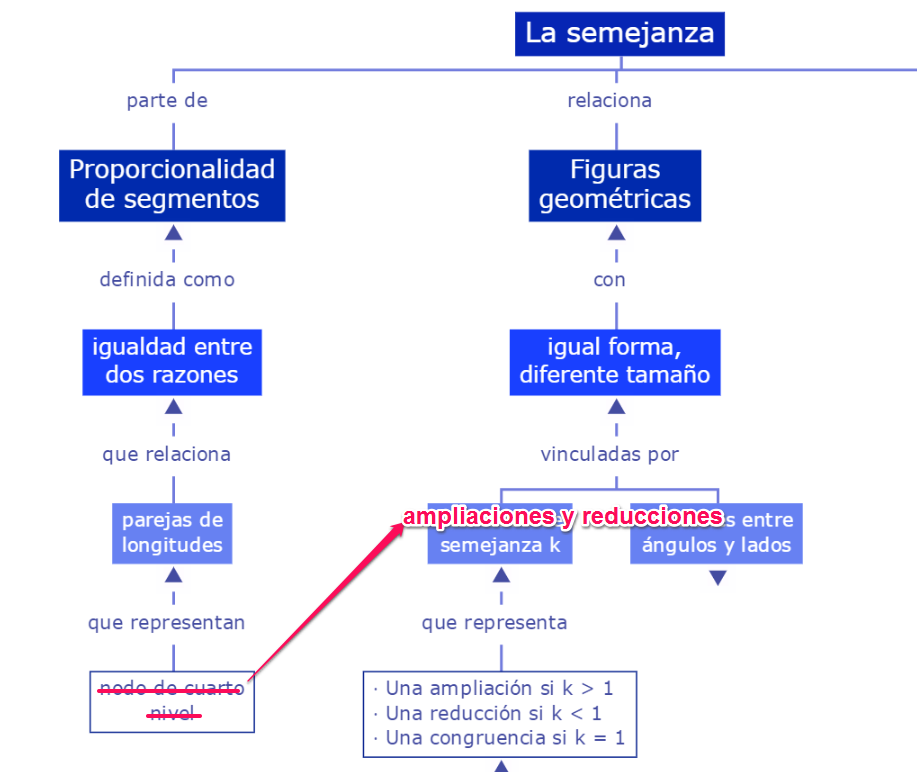 La semejanza
parte de
relaciona
Proporcionalidad
de segmentos
Figuras
geométricas
definida como
con
igualdad entre
dos razones
igual forma,
diferente tamaño
que relaciona
vinculadas por
parejas de
longitudes
ampliaciones y reducciones
semejanza k
entre
ángulos y lados
que representan
que representa
nodo de cuarto
nivel
· Una ampliación si k > 1
· Una reducción si k < 1
· Una congruencia si k = 1